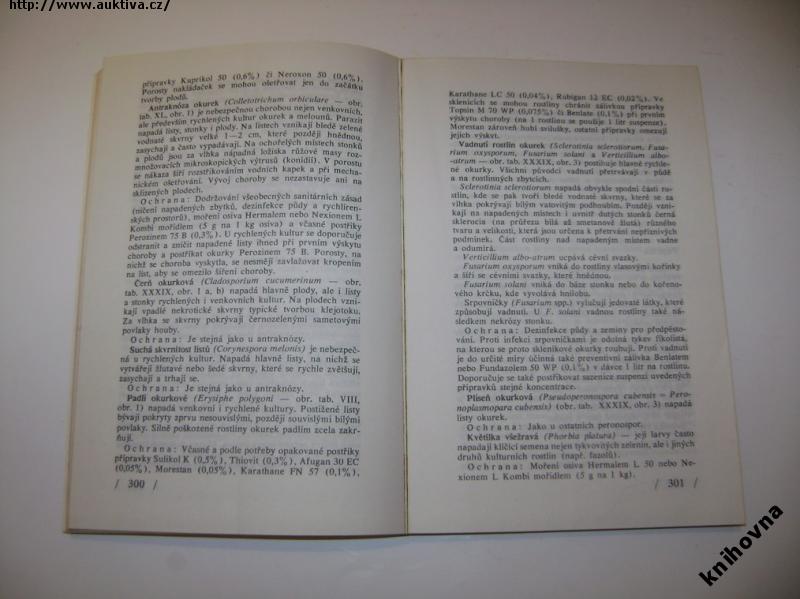 http://www.auktiva.cz/
přípravky Kuprikol 50 (0,6%) či Neroxon 50 (0,6%).
Porosty nakládaček se mohou ošetřovat jen do začátku
tvorby plodů.
Antraknóza okurek (Colletotrichum orbiculare — obr.
tab. XL, obr. 1) je nebezpečnou chorobou nejen venkovních,
ale především rychlených okurek a melounů. Parazit
napadá listy, stonky i plody. Na listech vznikají bledě zelené
vodnaté skvrny velké 1—2 cm, které později hnědnou,
zasychají a často vypadávají. Na ochořelých místech stonků
a plodů jsou za vlhka nápadná ložiska růžové masy roz-
množovacích mikroskopických výtrusů (konidií). V porostu
se nákaza šíří rozstřikováním vodních kapek a při mecha-
nickém ošetřování. Vývoj choroby se nezastavuje ani na
sklizených plodech.
Ochrana: Dodržování všeobecných sanitárních zásad
(ničení napadených zbytků, dezinfekce půdy a rychlíren-
ských prostorů), moření osiva Hermalem nebo Nexionem L
Kombi mořidlem (5 g na 1 kg osiva) a včasné postřiky
Perozinem 75 B (0,3%). U rychlených kultur se doporučuje
odstranit a zničit napadené listy ihned při prvním výskytu
choroby a postříkat okurky Perozinem 75 B. Porosty, na
nichž se choroba vyskytla, se nesmějí zavlažovat kropením
na list, aby se omezilo šíření choroby.
Čerň okurková (Cladosporium cucumerinum — obr.
tab. XXXIX, obr. 1 a, b) napadá hlavně plody, ale i listy
a stonky rychlených i venkovních kultur. Na plodech vzni-
kají vpadlé nekrotické skvrny typické tvorbou klejotoku.
Za vlhka se skvrny pokrývají černozelenými sametovými
povlaky houby.
Ochrana: Je stejná jako u antraknózy.
Suchá skvrnitost listů (Corynespora melonis) je nebezpeč-
ná u rychlených kultur. Napadá hlavně listy, na nichž se
vytvářejí žlutavé nebo šedé skvrny, které se rychle zvětšují,
zasychají a trhají se.
Ochrana: Je stejná jako u antraknózy.
Padlí okurkové (Erysiphe polygoni — obr. tab. VIII,
obr. 1) napadá venkovní i rychlené kultury. Postižené listy
bývají pokryty zprvu nesouvislými, později souvislými bílými
povlaky. Silně poškozené rostliny okurek padlím zcela zakr-
ňují.
Ochrana: Včasné a podle potřeby opakované postřiky
přípravky Sulikol K (0,5%), Thiovit (0,3%), Afugan 30 EC
(0,05%), Morestan (0,05%), Karathane FN 57 (0,1%),
/ 300 /
Karathane LC 50 (0,04%), Rubigan 12 EC (0,02%). Ve
sklenících se mohou rostliny chránit zálivkou přípravky
Topsin M 70 WP (0,075%) či Benlate (0,1%) při prvním
výskytu choroby (na 1 rostlinu se použije 1 litr suspenze).
Morestan zároveň hubí svilušky, ostatní přípravky omezují
jejich výskyt.
Vadnutí rostlin okurek (Sclerotinia sclerotiorum, Fusa-
rium oxysporum, Fusarium solani a Verticillium albo-
-atrum — obr. tab. XXXIX, obr. 3) postihuje hlavně rychle-
né okurky. Všichni původci vadnutí přetrvávají v půdě
a na rostlinných zbytcích.
Sclerotinia sclerotiorum napadá obvykle spodní části ro-
stlin, kde se pak tvoří bledé vodnaté skvrny, které se za
vlhka pokrývají bílým vatovitým podhoubím. Později vzni-
kají na napadených místech i uvnitř dutých stonků černá
sklerocia (na průřezu bílá až smetanově žlutá) různého
tvaru a velikosti, která jsou určena k přetrvání nepříznivých
podmínek. Část rostliny nad napadeným místem vadne
a odumírá.
Verticillium albo-atrum ucpává cévní svazky.
Fusarium oxysporum vniká do rostliny vlasovými kořínky
a šíří se cévními svazky, které hnědnou.
Fusarium solani vniká do báze stonku nebo do kořeno-
vého krčku, kde vyvolává hnilobu.
Srpovničky (Fusarium spp.) vylučují jedovaté látky, které
způsobují vadnutí. U F. solani vadnou rostliny také ná-
sledkem nekrózy stonku.
Ochrana: Dezinfekce půdy a zeminy pro předpěsto-
vání. Proti infekci srpovničkami je odolná tykev fíkolistá,
na kterou se proto skleníkové okurky roubují. Proti vadnutí
je do určité míry účinná také preventivní zálivka Benlatem
nebo Fundazolem 50 WP (0,1%) v dávce 1 litr na rostlinu.
Doporučuje se také postřikovat sazenice suspenzí uvedených
přípravků stejné koncentrace.
Plíseň okurková (Pseudoperonospora cubensis = Pero-
noplasmopara cubensis) (obr. tab. XXXIX, obr. 3) napadá
listy okurek.
Ochrana: Jako u ostatních peronospor.
Květilka všežravá (Phorbia platura) — její larvy často
napadají klíčící semena nejen tykvovitých zelenin, ale i jiných
druhů kulturních rostlin (např. fazolů).
Ochrana: Moření osiva Hermalem L 50 nebo Ne-
xionem L Kombi mořidlem (5 g na 1 kg).
/ 301 /
knihovna